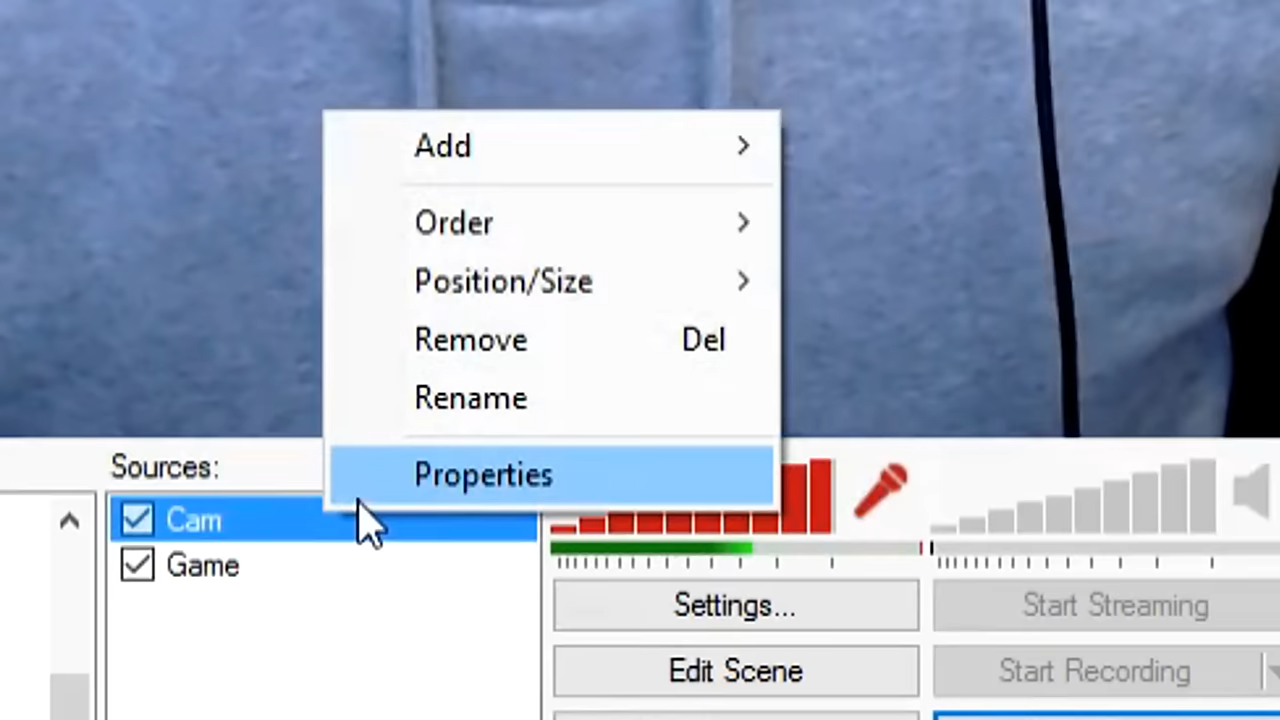 Add
Order
Position/Size
Remove Del
Rename
Properties
Sources:
Cam
Game
Settings...
Start Streaming
Edit Scene
Start Recording